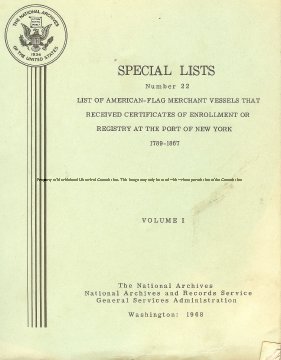 THE NATIONAL ARCHIVES
OF THE UNITED STATES
1934
SPECIAL LISTS
Number 22
LIST OF AMERICAN-FLAG MERCHANT VESSELS THAT
RECEIVED CERTIFICATES OF ENROLLMENT OR
REGISTRY AT THE PORT OF NEW YORK
1789-1867
VOLUME I
The National Archives
National Archives and Records Service
General Services Administration
Washington: 1968